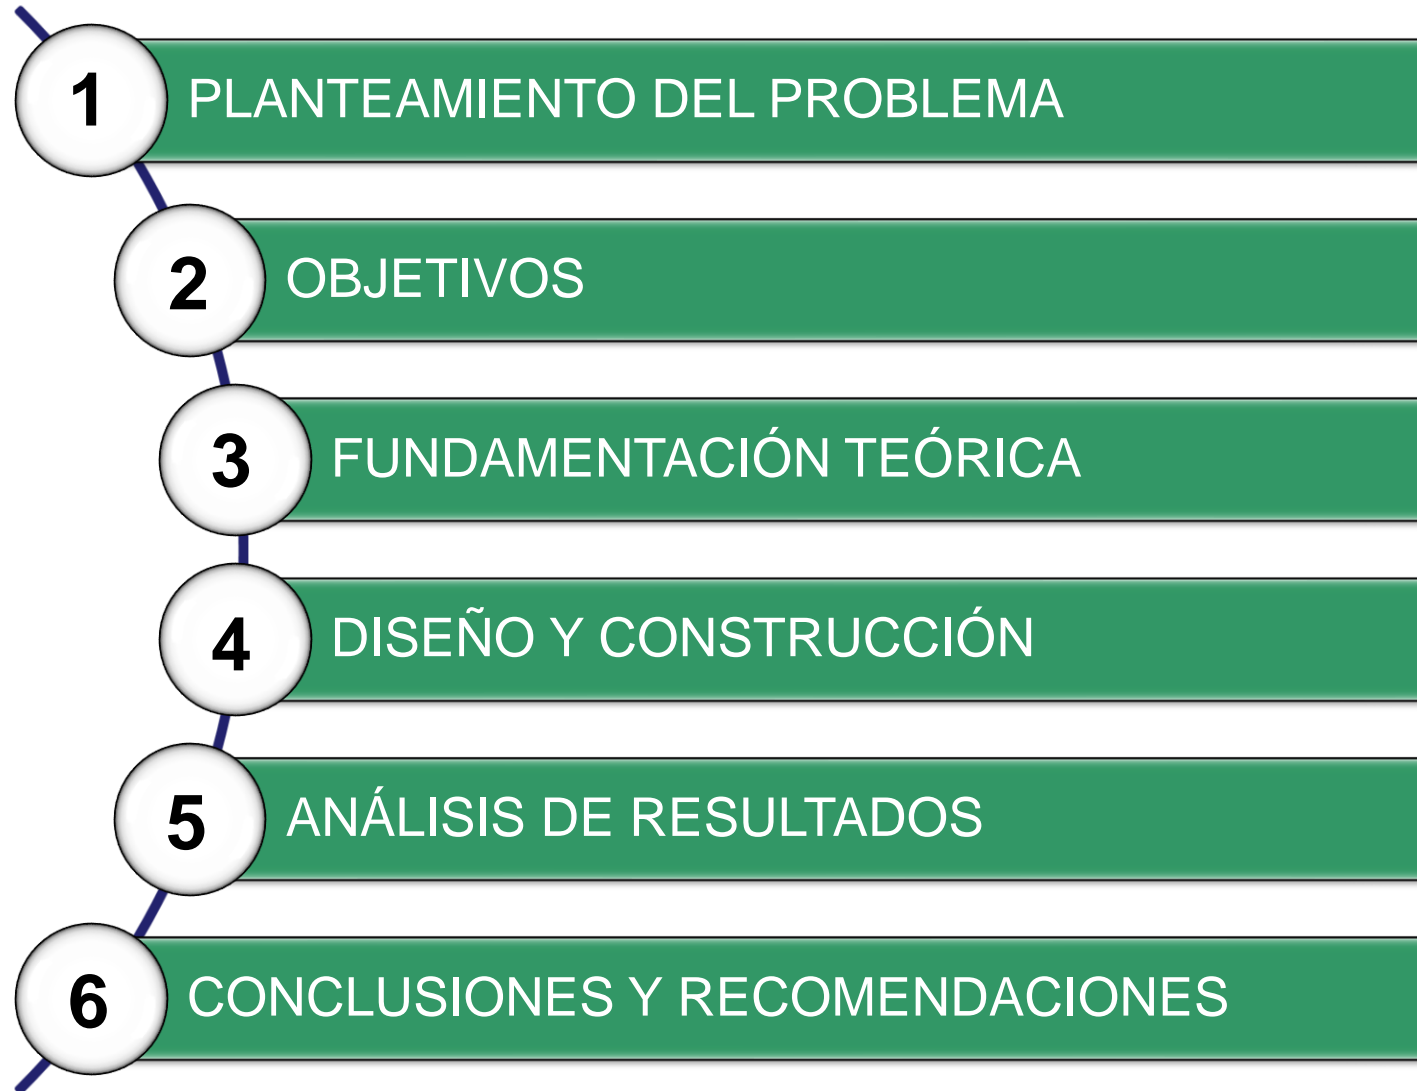 1 PLANTEAMIENTO DEL PROBLEMA
2 OBJETIVOS
3 FUNDAMENTACIÓN TEÓRICA
4 DISEÑO Y CONSTRUCCIÓN
5 ANÁLISIS DE RESULTADOS
6 CONCLUSIONES Y RECOMENDACIONES